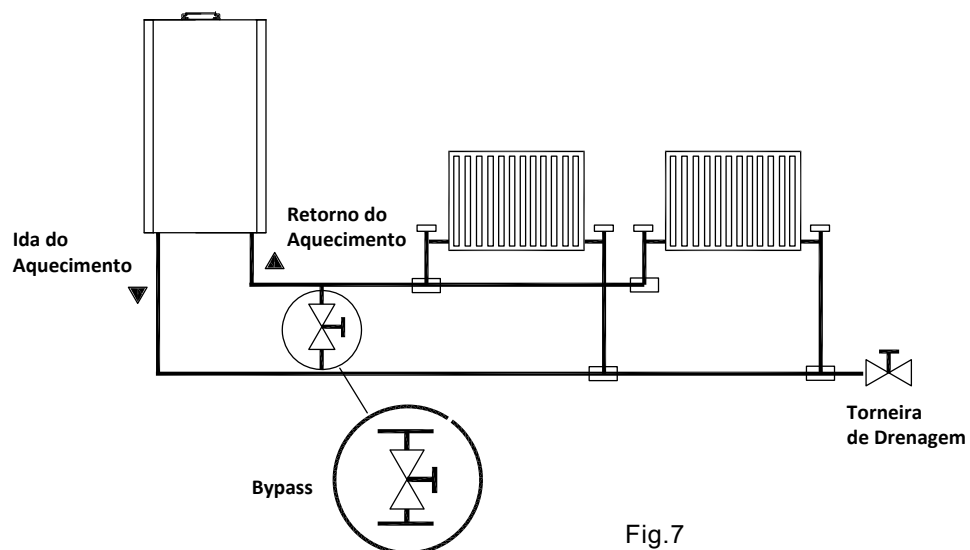 Ida do
Aquecimento
Retorno do
Aquecimento
Torneira
de Drenagem
Bypass
Fig.7